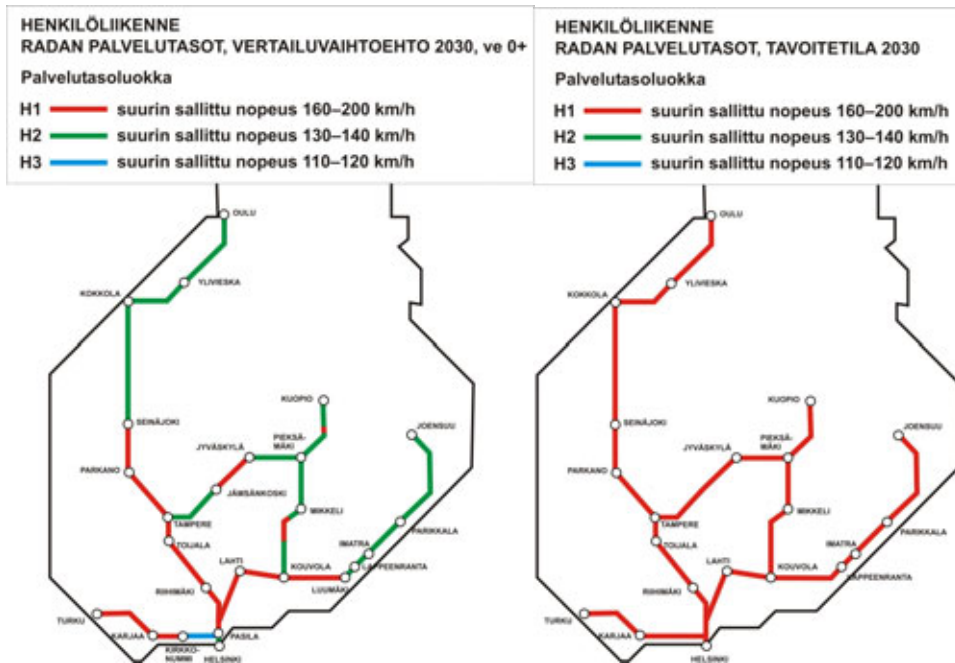 HENKILÖLIIKENNE
RADAN PALVELUTASOT, VERTAILUVAIHTOEHTO 2030, ve 0+
Palvelutasoluokka
H1 suurin sallittu nopeus 160–200 km/h
H2 suurin sallittu nopeus 130–140 km/h
H3 suurin sallittu nopeus 110–120 km/h
OULU
YLIVIESKA
KOKKOLA
SEINÄJOKI
KUOPIO
JOENSUU
JYVÄSKYLÄ
PIEKSÄ-
MÄKI
PARKANO
JÄMSÄNKOSKI
MIKKELI
TAMPERE
PARIKKALA
TOIJALA
IMATRA
LAHTI
KOUVOLA
LAPPEENRANTA
LUUMÄKI
RIIHIMÄKI
TURKU
KARJAA
KIRKKO-
NUMMI
PASILA
HELSINKI
HENKILÖLIIKENNE
RADAN PALVELUTASOT, TAVOITETILA 2030
Palvelutasoluokka
H1 suurin sallittu nopeus 160–200 km/h
H2 suurin sallittu nopeus 130–140 km/h
H3 suurin sallittu nopeus 110–120 km/h
OULU
YLIVIESKA
KOKKOLA
SEINÄJOKI
KUOPIO
JOENSUU
JYVÄSKYLÄ
PIEKSÄ-
MÄKI
PARKANO
MIKKELI
TAMPERE
PARIKKALA
TOIJALA
IMATRA
LAHTI
KOUVOLA
LAPPEENRANTA
RIIHIMÄKI
TURKU
KARJAA
HELSINKI